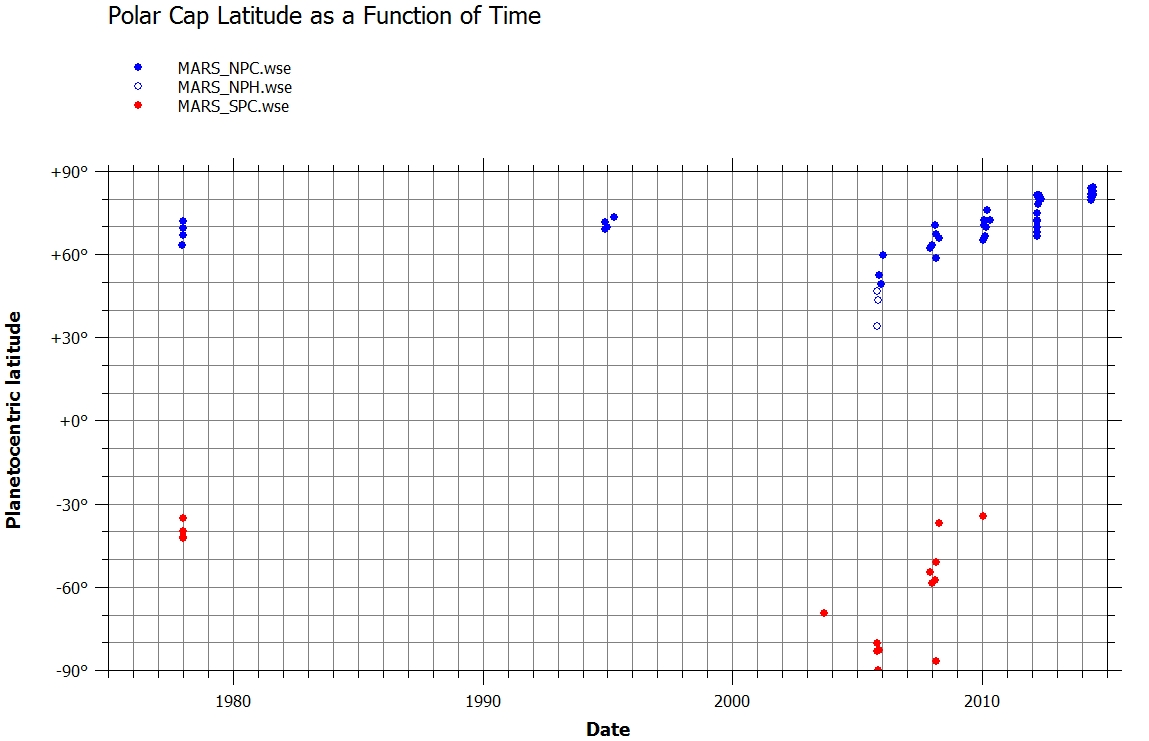 Polar Cap Latitude as a Function of Time
MARS_NPC.wse
MARS_NPH.wse
MARS_SPC.wse
+90°
+60°
+30°
+0°
-30°
-60°
-90°
Planetocentric latitude
1980 1990 2000 2010
Date